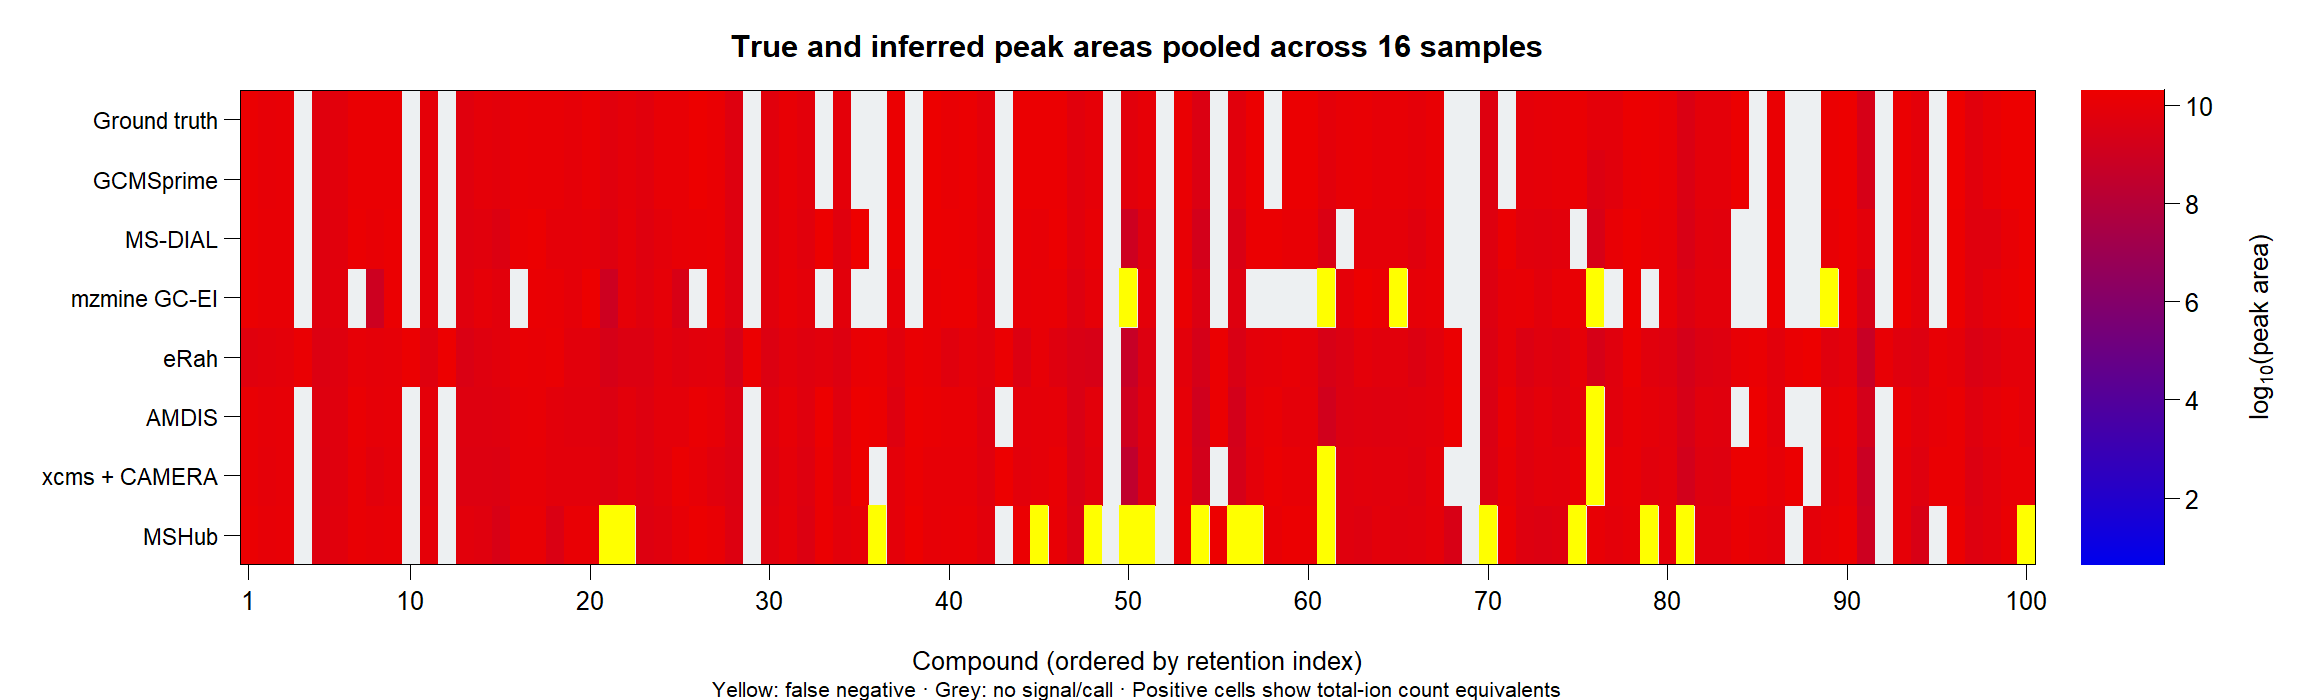 True and inferred peak areas pooled across 16 samples
Ground truth
GCMSprime
MS-DIAL
mzmine GC-EI
eRah
AMDIS
xcms + CAMERA
MSHub
1 10 20 30 40 50 60 70 80 90 100
Compound (ordered by retention index)
Yellow: false negative · Grey: no signal/call · Positive cells show total-ion count equivalents
10
8
6
4
2
log10(peak area)